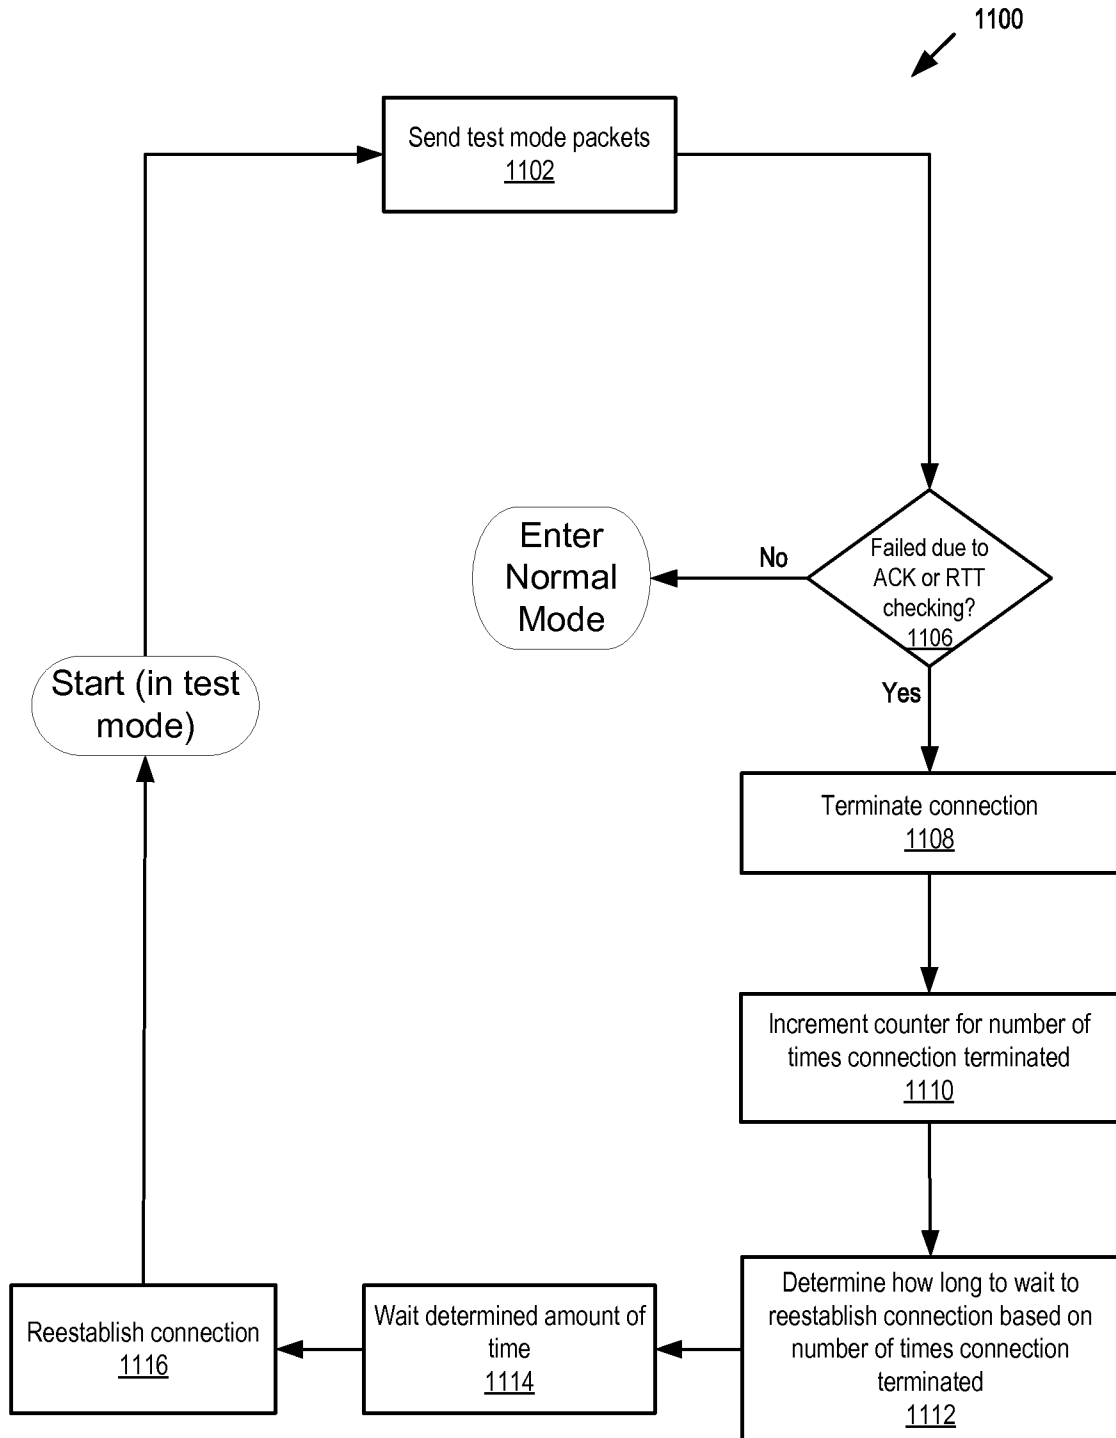 1100
Send test mode packets
1102
Failed due to
ACK or RTT
checking?
1106
No
Enter
Normal
Mode
Yes
Start (in test
mode)
Terminate connection
1108
Increment counter for number of
times connection terminated
1110
Determine how long to wait to
reestablish connection based on
number of times connection
terminated
1112
Wait determined amount of
time
1114
Reestablish connection
1116